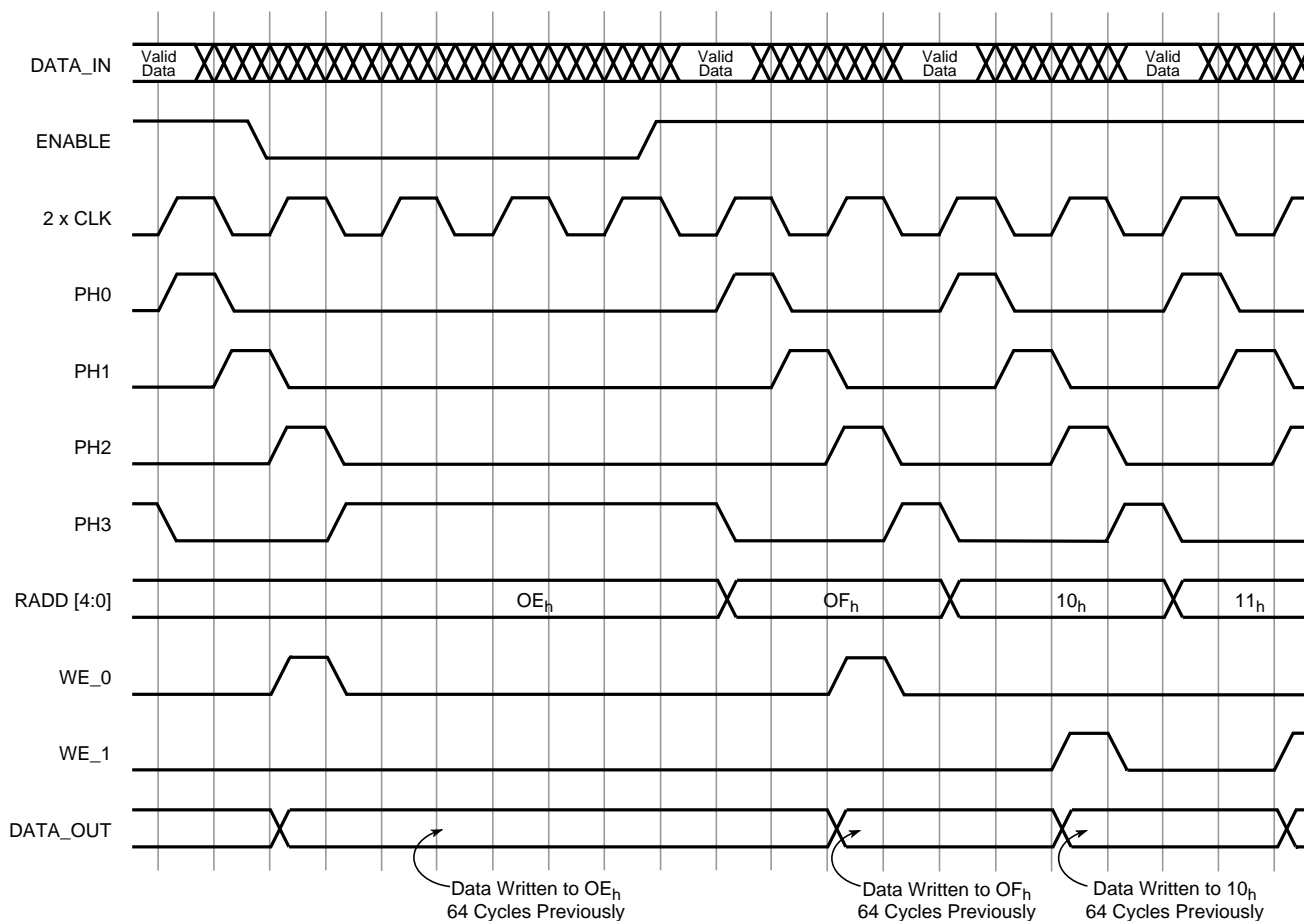 DATA_IN
Valid
Data
Valid
Data
Valid
Data
Valid
Data
ENABLE
2 x CLK
PH0
PH1
PH2
PH3
RADD [4:0]
OEh
OFh
10h
11h
WE_0
WE_1
DATA_OUT
Data Written to OEh
64 Cycles Previously
Data Written to OFh
64 Cycles Previously
Data Written to 10h
64 Cycles Previously